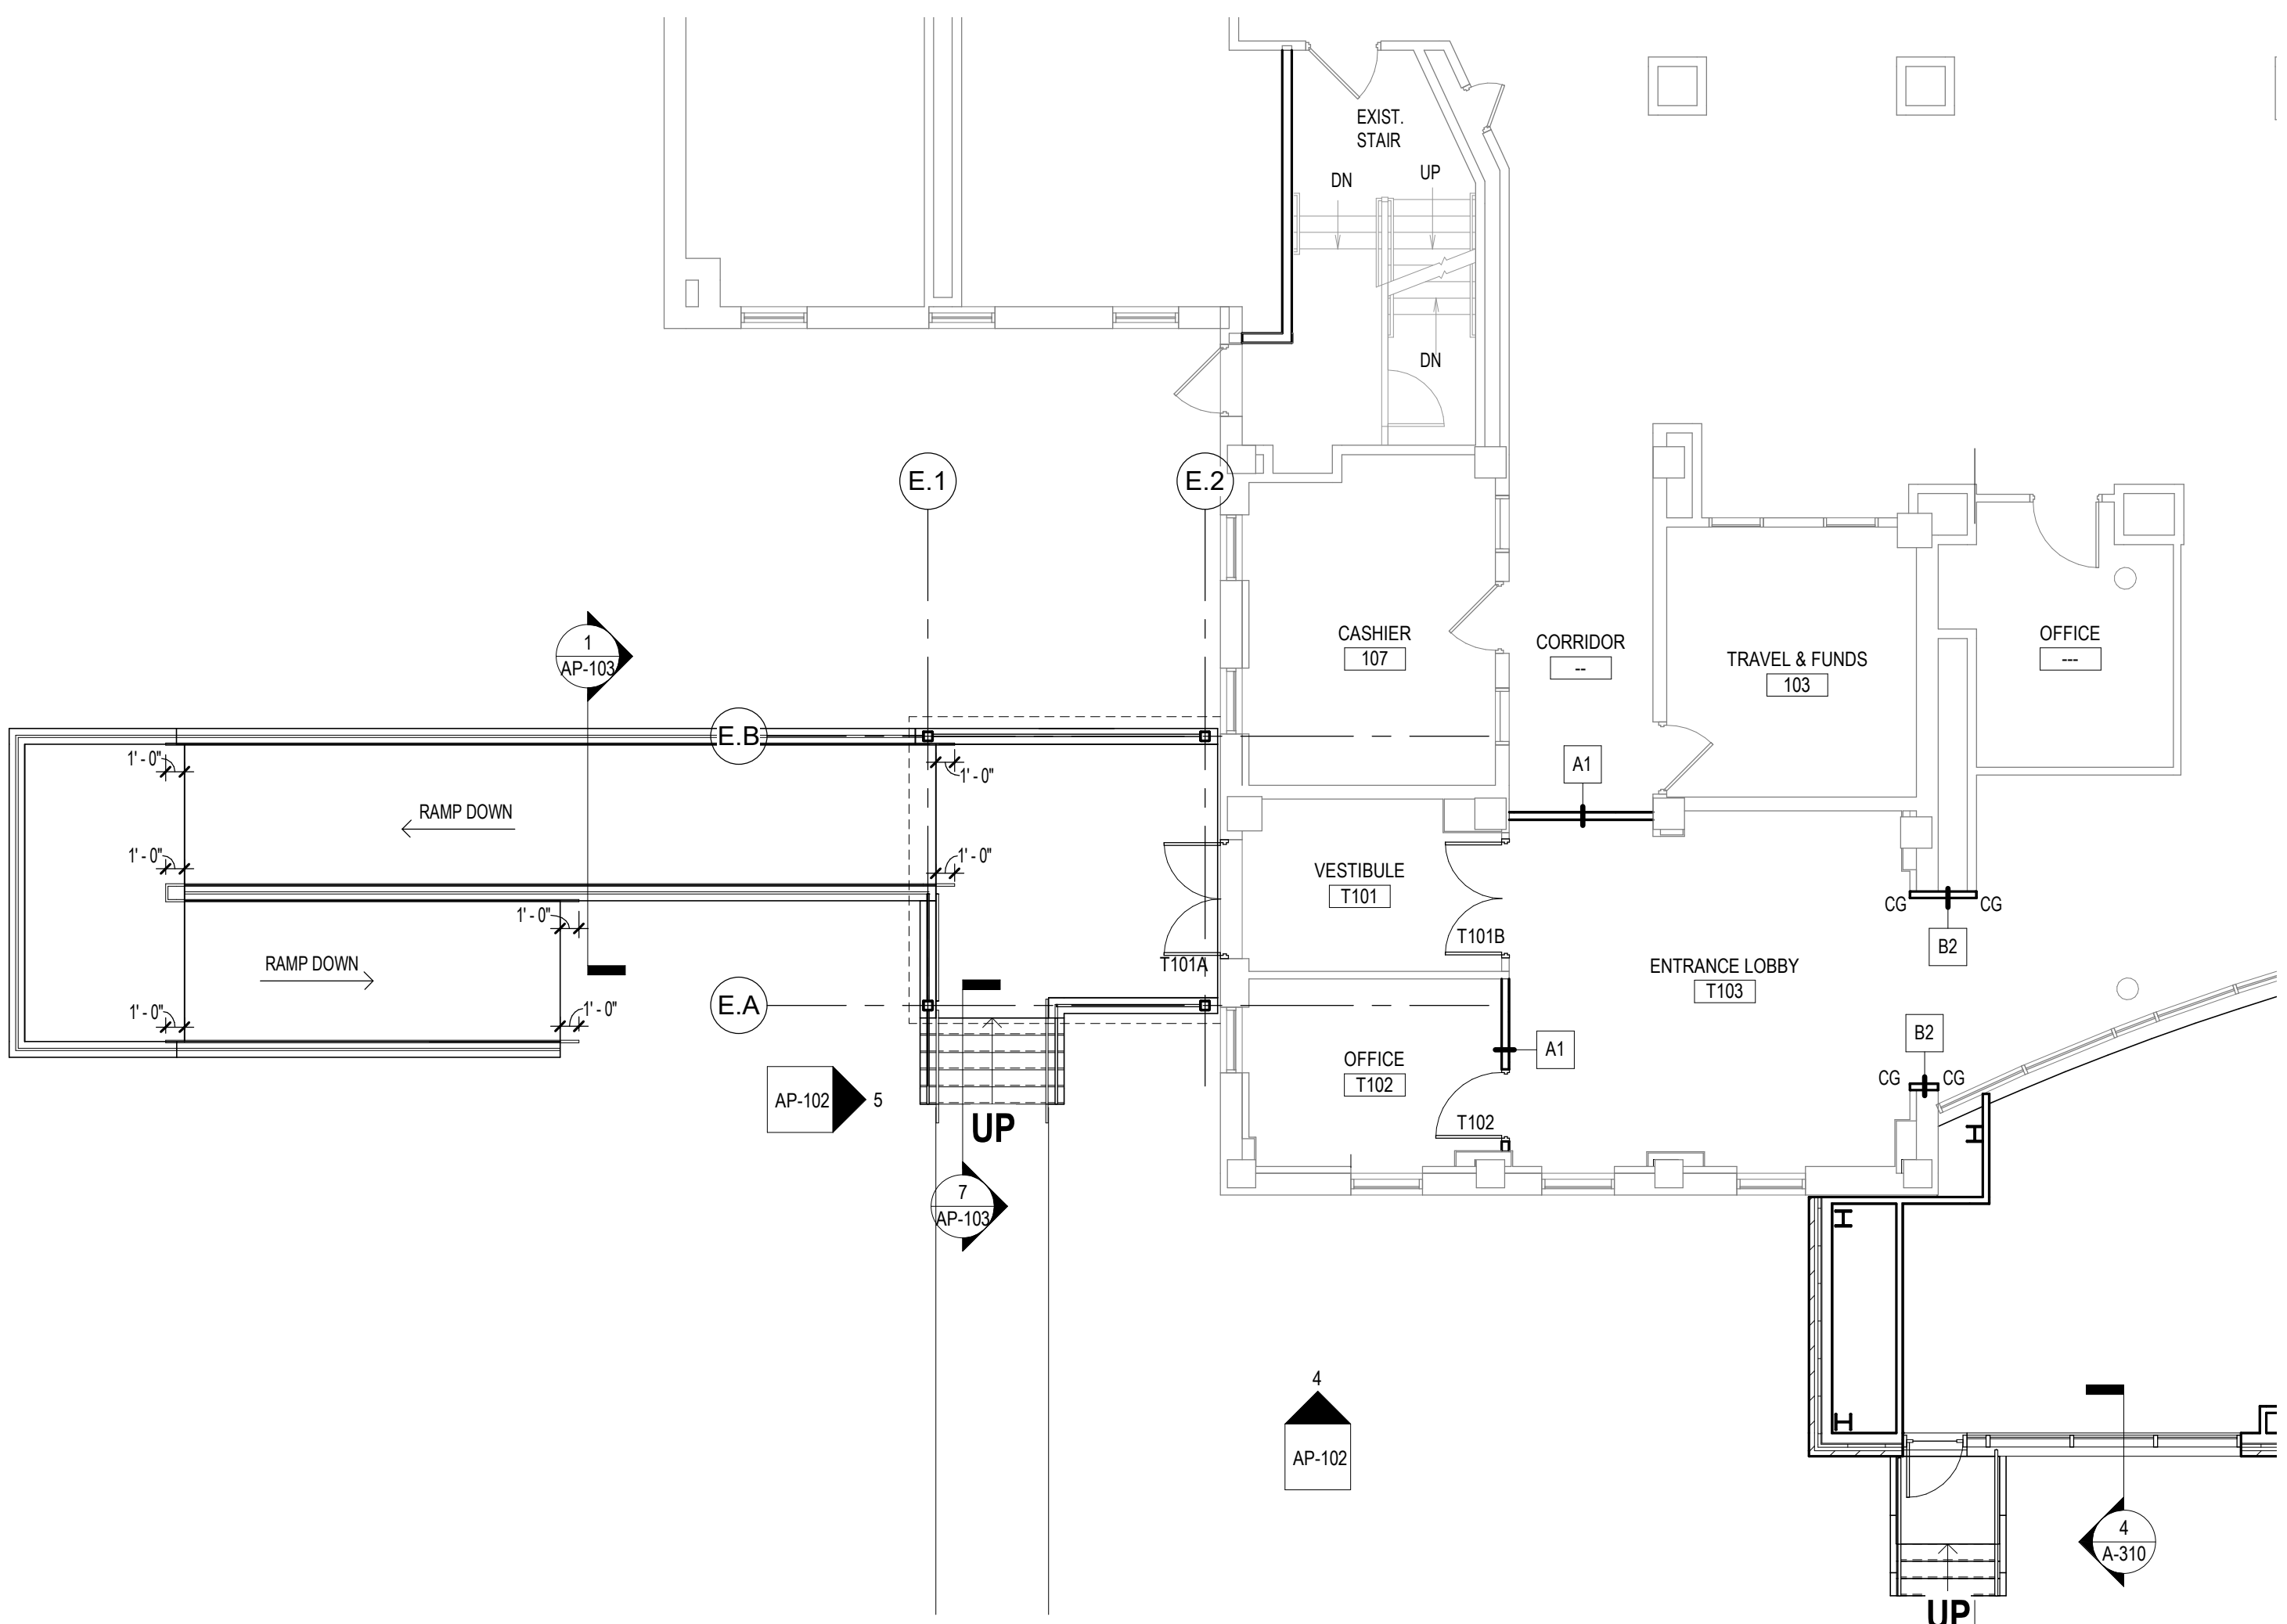 EXIST.
STAIR
DN
UP
DN
E.1
E.2
1
AP-103
CASHIER
107
CORRIDOR
--
TRAVEL & FUNDS
103
OFFICE
---
E.B
1' - 0"
1' - 0"
A1
RAMP DOWN
1' - 0"
1' - 0"
VESTIBULE
T101
CG
CG
1' - 0"
T101B
B2
RAMP DOWN
T101A
ENTRANCE LOBBY
T103
1' - 0"
1' - 0"
E.A
B2
A1
OFFICE
T102
CG
CG
AP-102
5
UP
T102
7
AP-103
4
AP-102
4
A-310
UP